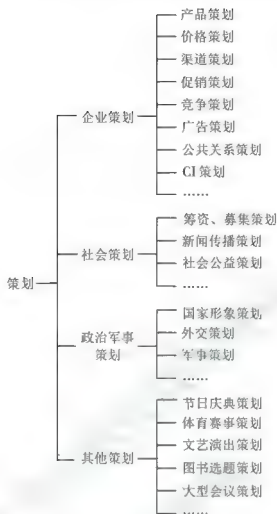 产品策划
价格策划
渠道策划
促销策划
竞争策划
企业策划
广告策划
公共关系策划
CI 策划
……
筹资、募集策划
新闻传播策划
社会策划
社会公益策划
……
策划
国家形象策划
外交策划
政治军事
策划
军事策划
……
节日庆典策划
体育赛事策划
文艺演出策划
其他策划
图书选题策划
大型会议策划
……